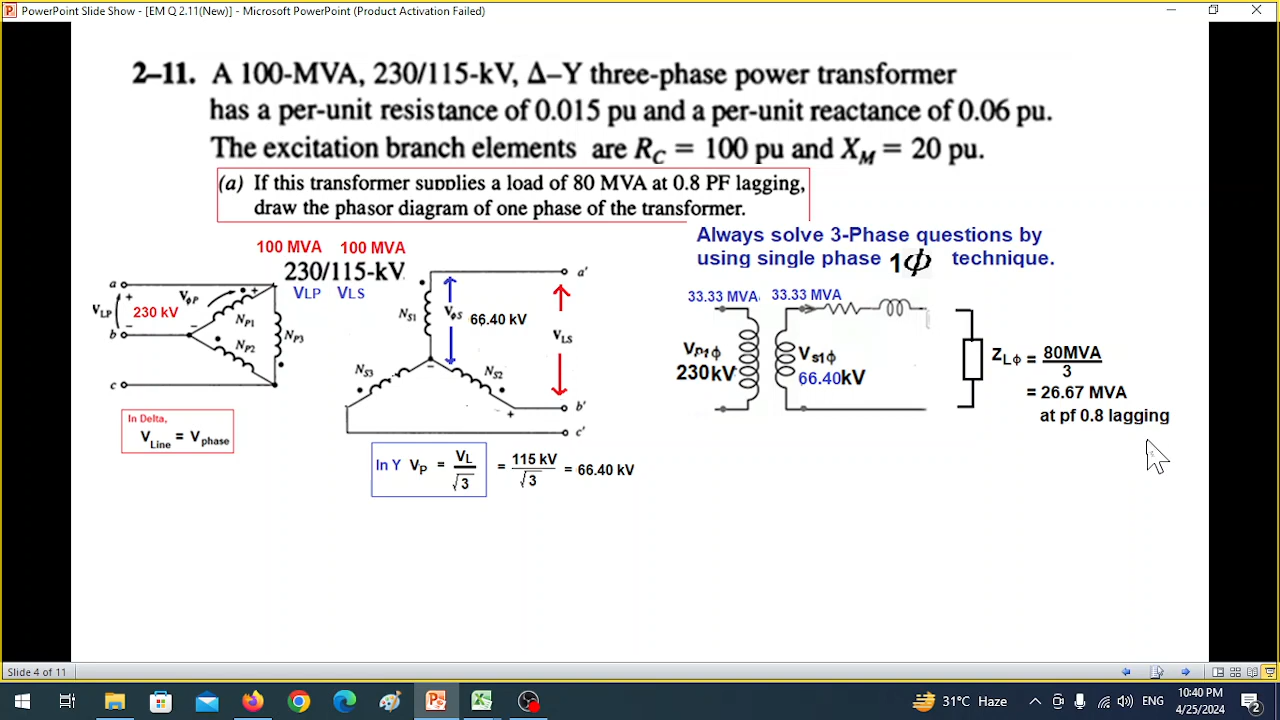 PowerPoint Slide Show - [EM Q 2.11(New)] - Microsoft PowerPoint (Product Activation Failed)
2–11. A 100-MVA, 230/115-kV, Δ–Y three-phase power transformer
has a per-unit resistance of 0.015 pu and a per-unit reactance of 0.06 pu.
The excitation branch elements are RC = 100 pu and XM = 20 pu.
(a) If this transformer supplies a load of 80 MVA at 0.8 PF lagging,
draw the phasor diagram of one phase of the transformer.
100 MVA 100 MVA
230/115-kV
VLP VLS
a
+
VLP
230 kV
–
b
c
VϕP
+
–
NP1
NP2
NP3
In Delta,
VLine = Vphase
a'
NS1
VϕS
66.40 kV
VLS
–
NS3
NS2
+
b'
c'
In Y VP = VL/√3 = 115 kV/√3 = 66.40 kV
Always solve 3-Phase questions by
using single phase 1Φ technique.
33.33 MVA 33.33 MVA
VP1ϕ
230kV
VS1ϕ
66.40kV
ZLϕ = 80MVA/3
= 26.67 MVA
at pf 0.8 lagging
Slide 4 of 11
31°C Haze
ENG
10:40 PM
4/25/2024
2